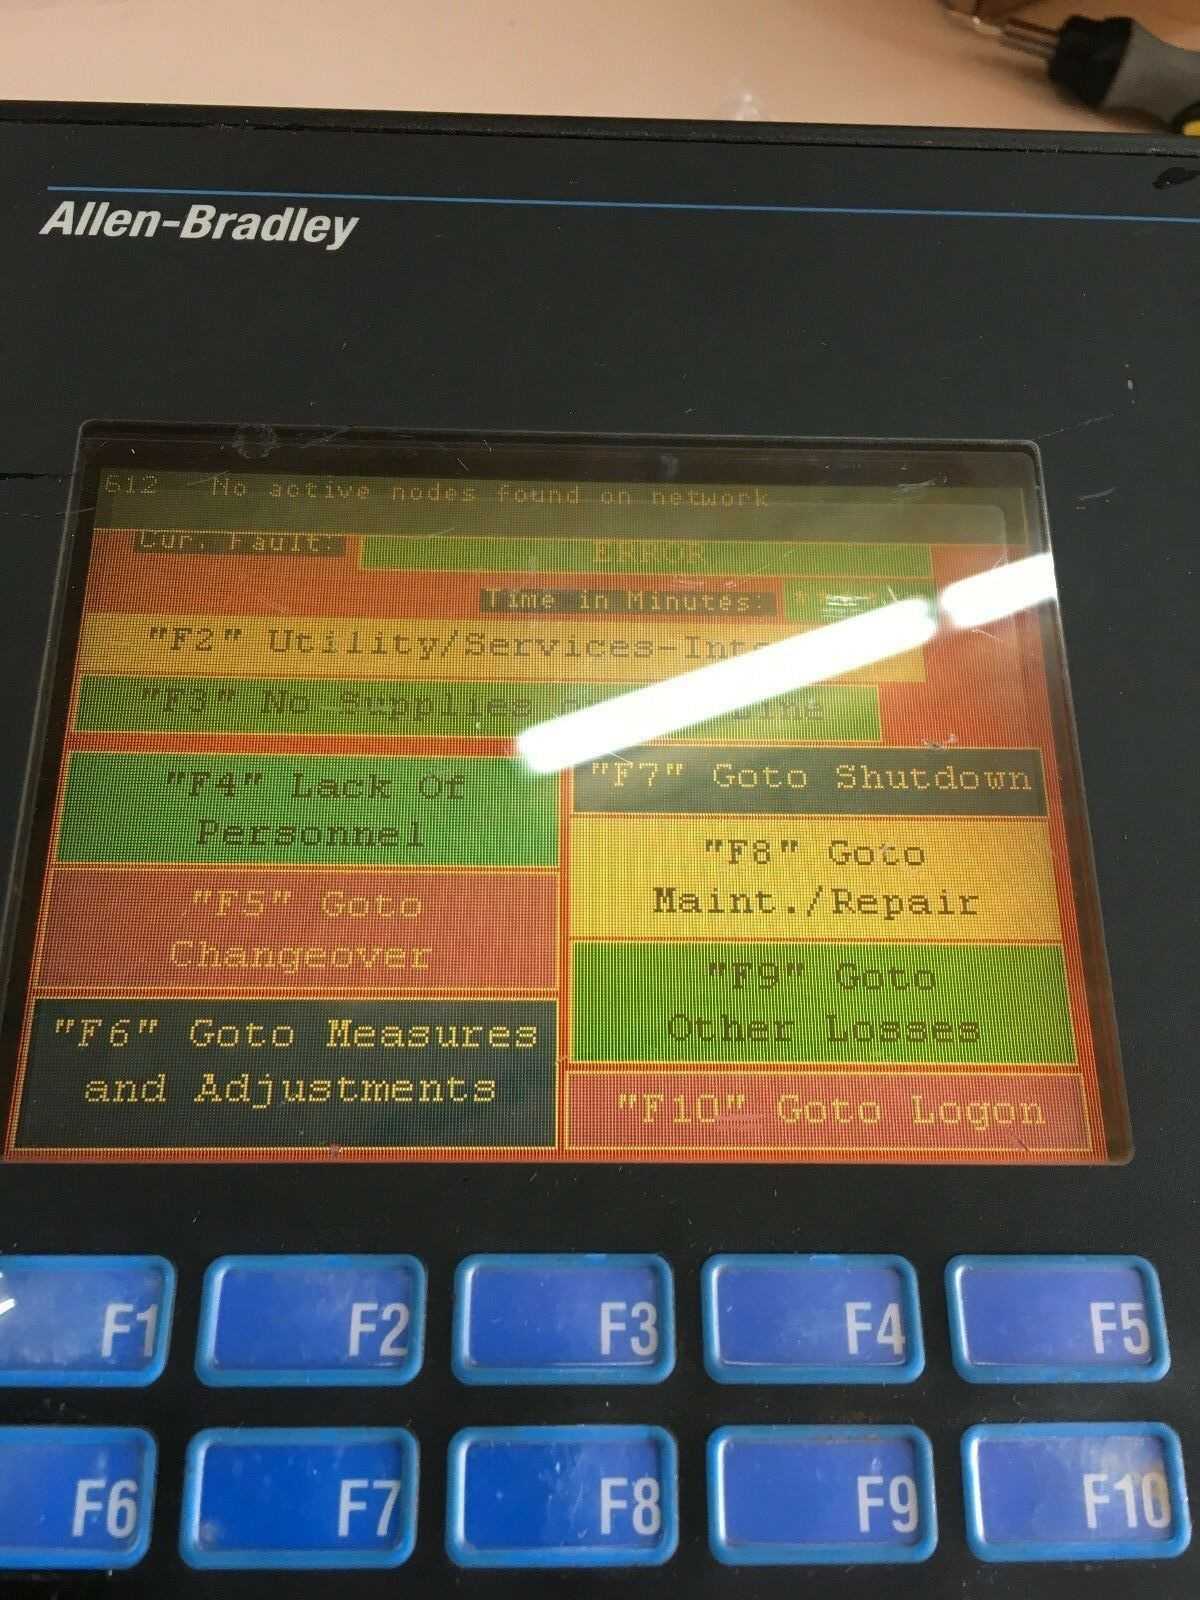 Allen-Bradley
612 No active nodes found on network
Cur. Fault:
ERROR
Time in Minutes:
"F2" Utility/Services-
"F3" No Supplies
"F4" Lack Of
Personnel
"F5" Goto
Changeover
"F6" Goto Measures
and Adjustments
"F7" Goto Shutdown
"F8" Goto
Maint./Repair
"F9" Goto
Other Losses
"F10" Goto Logon
F1
F2
F3
F4
F5
F6
F7
F8
F9
F10